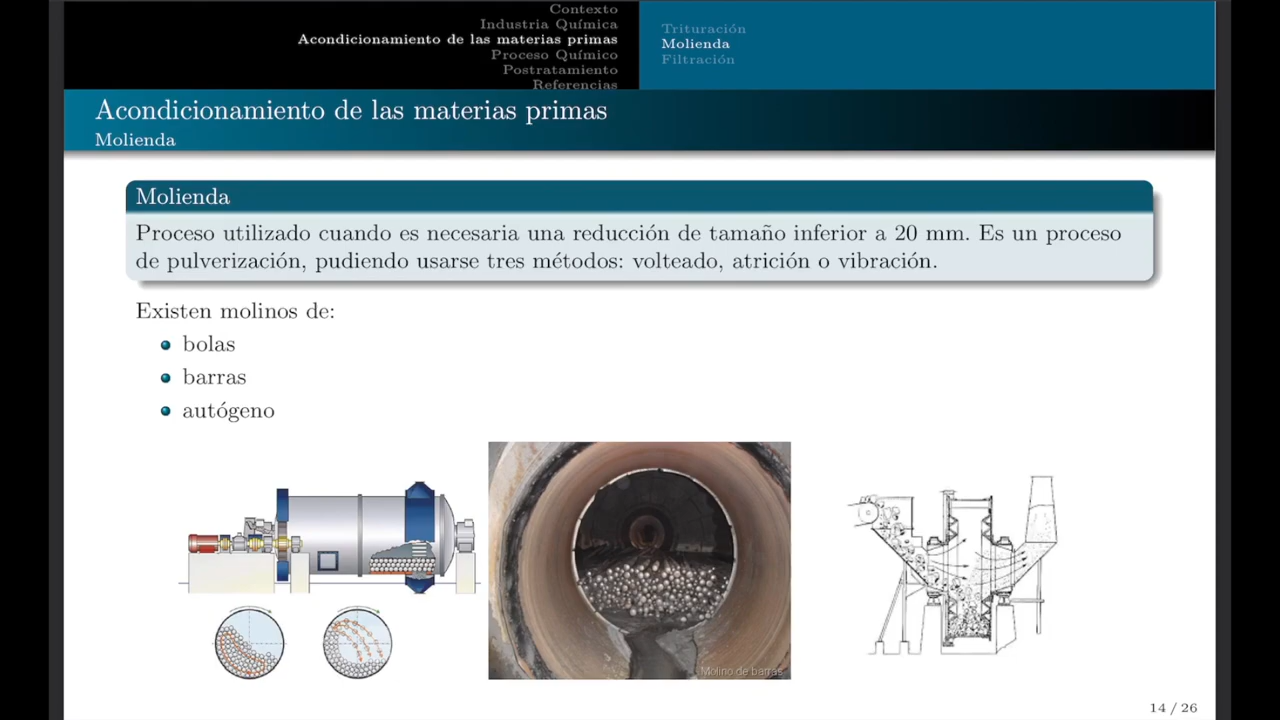 Contexto
Industria Química
Acondicionamiento de las materias primas
Proceso Químico
Postratamiento
Referencias
Trituración
Molienda
Filtración
Acondicionamiento de las materias primas
Molienda
Molienda
Proceso utilizado cuando es necesaria una reducción de tamaño inferior a 20 mm. Es un proceso
de pulverización, pudiendo usarse tres métodos: volteado, atrición o vibración.
Existen molinos de:
bolas
barras
autógeno
Molino de barras
14 / 26